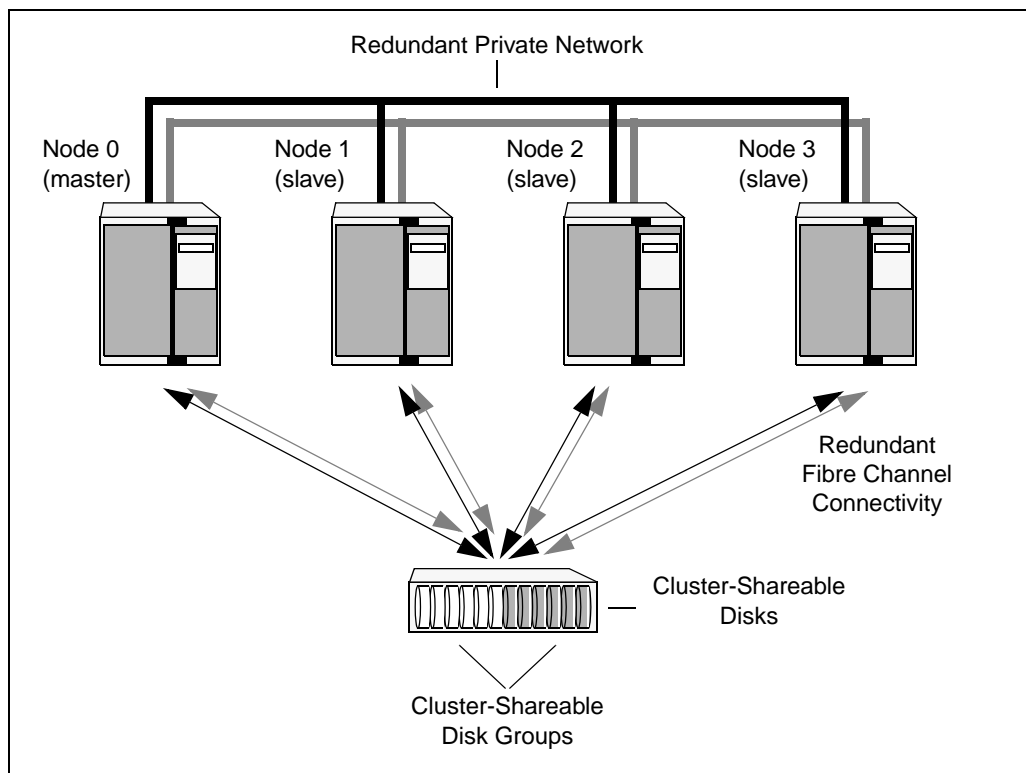 Redundant Private Network
Node 0
(master)
Node 1
(slave)
Node 2
(slave)
Node 3
(slave)
Redundant
Fibre Channel
Connectivity
Cluster-Shareable
Disks
Cluster-Shareable
Disk Groups